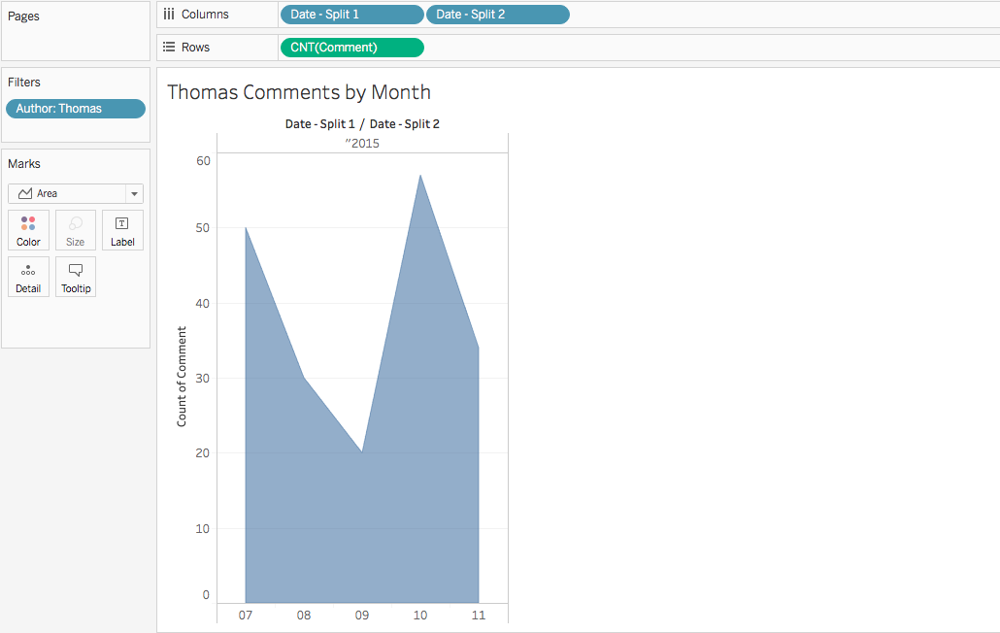 Pages
Columns
Date - Split 1
Date - Split 2
Rows
CNT(Comment)
Filters
Author: Thomas
Marks
Area
Color
Size
Label
Detail
Tooltip
Thomas Comments by Month
Date - Split 1 / Date - Split 2
"2015
Count of Comment
60
50
40
30
20
10
0
07 08 09 10 11